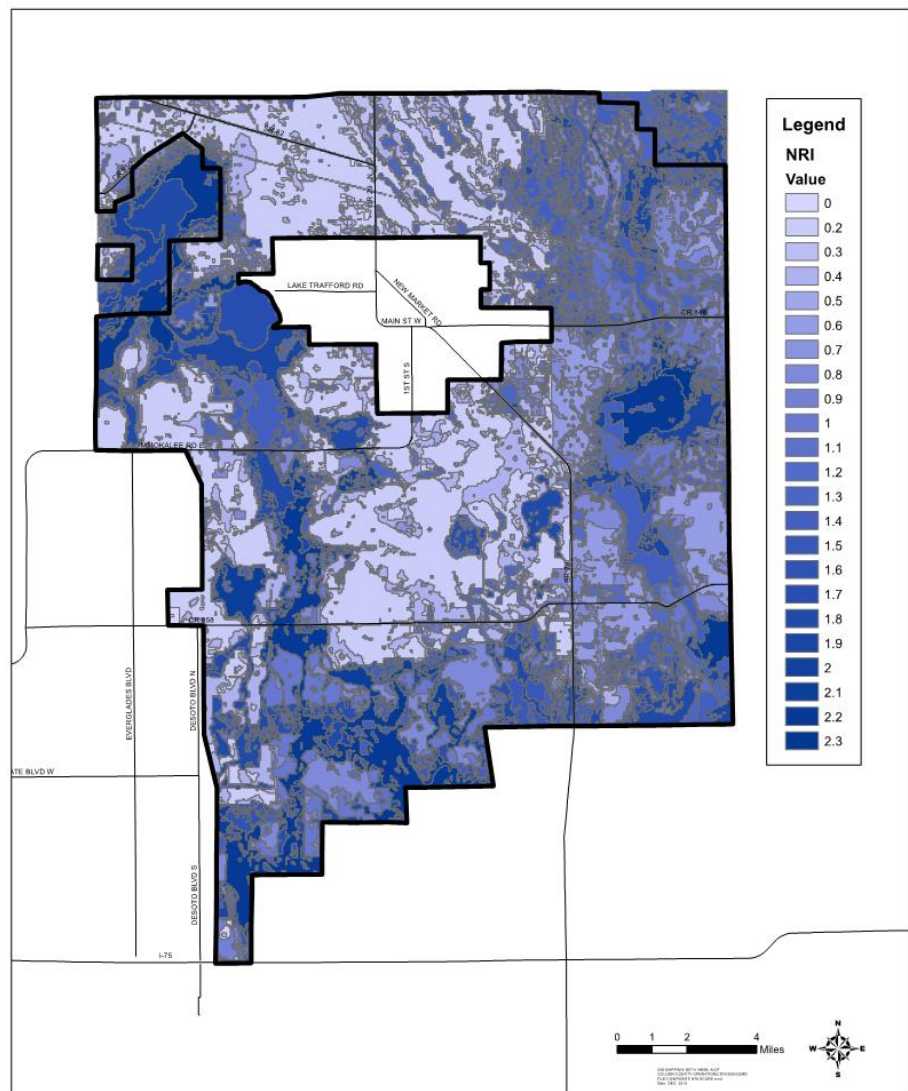 Legend
NRI
Value
0
0.2
0.3
0.4
0.5
0.6
0.7
0.8
0.9
1
1.1
1.2
1.3
1.4
1.5
1.6
1.7
1.8
1.9
2
2.1
2.2
2.3
LAKE TRAFFORD RD
NEW MARKET RD
MAIN ST W
CR 846
1ST ST S
MMOKALEE RD E
CR 858
EVERGLADES BLVD
DESOTO BLVD N
ATE BLVD W
DESOTO BLVD S
I-75
0 1 2 4
Miles
N
W E
S